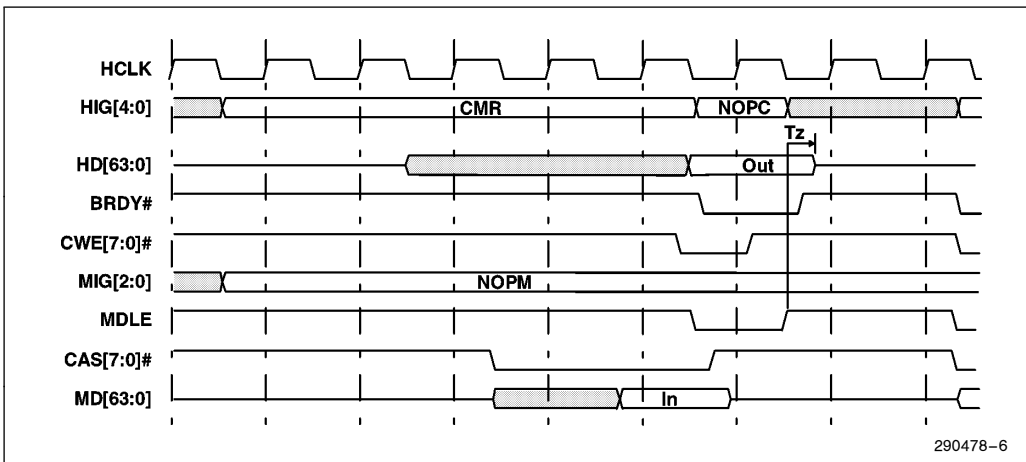 HCLK
HIG[4:0] CMR NOPC
Tz
HD[63:0] Out
BRDY#
CWE[7:0]#
MIG[2:0] NOPM
MDLE
CAS[7:0]#
MD[63:0] In
290478-6